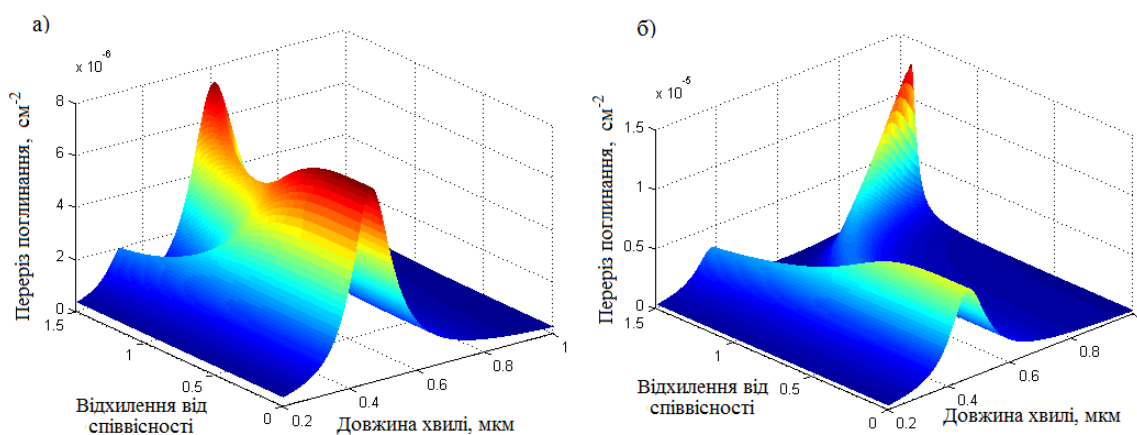 а)
x 10 -6
Переріз поглинання, см-2
8
6
4
2
0
1.5
1
0.5
0
Відхилення від
співвісності
0.2
0.4
0.6
0.8
1
Довжина хвилі, мкм
б)
x 10 -5
Переріз поглинання, см-2
1.5
1
0.5
0
1.5
1
0.5
0
Відхилення від
співвісності
0.2
0.4
0.6
0.8
Довжина хвилі, мкм